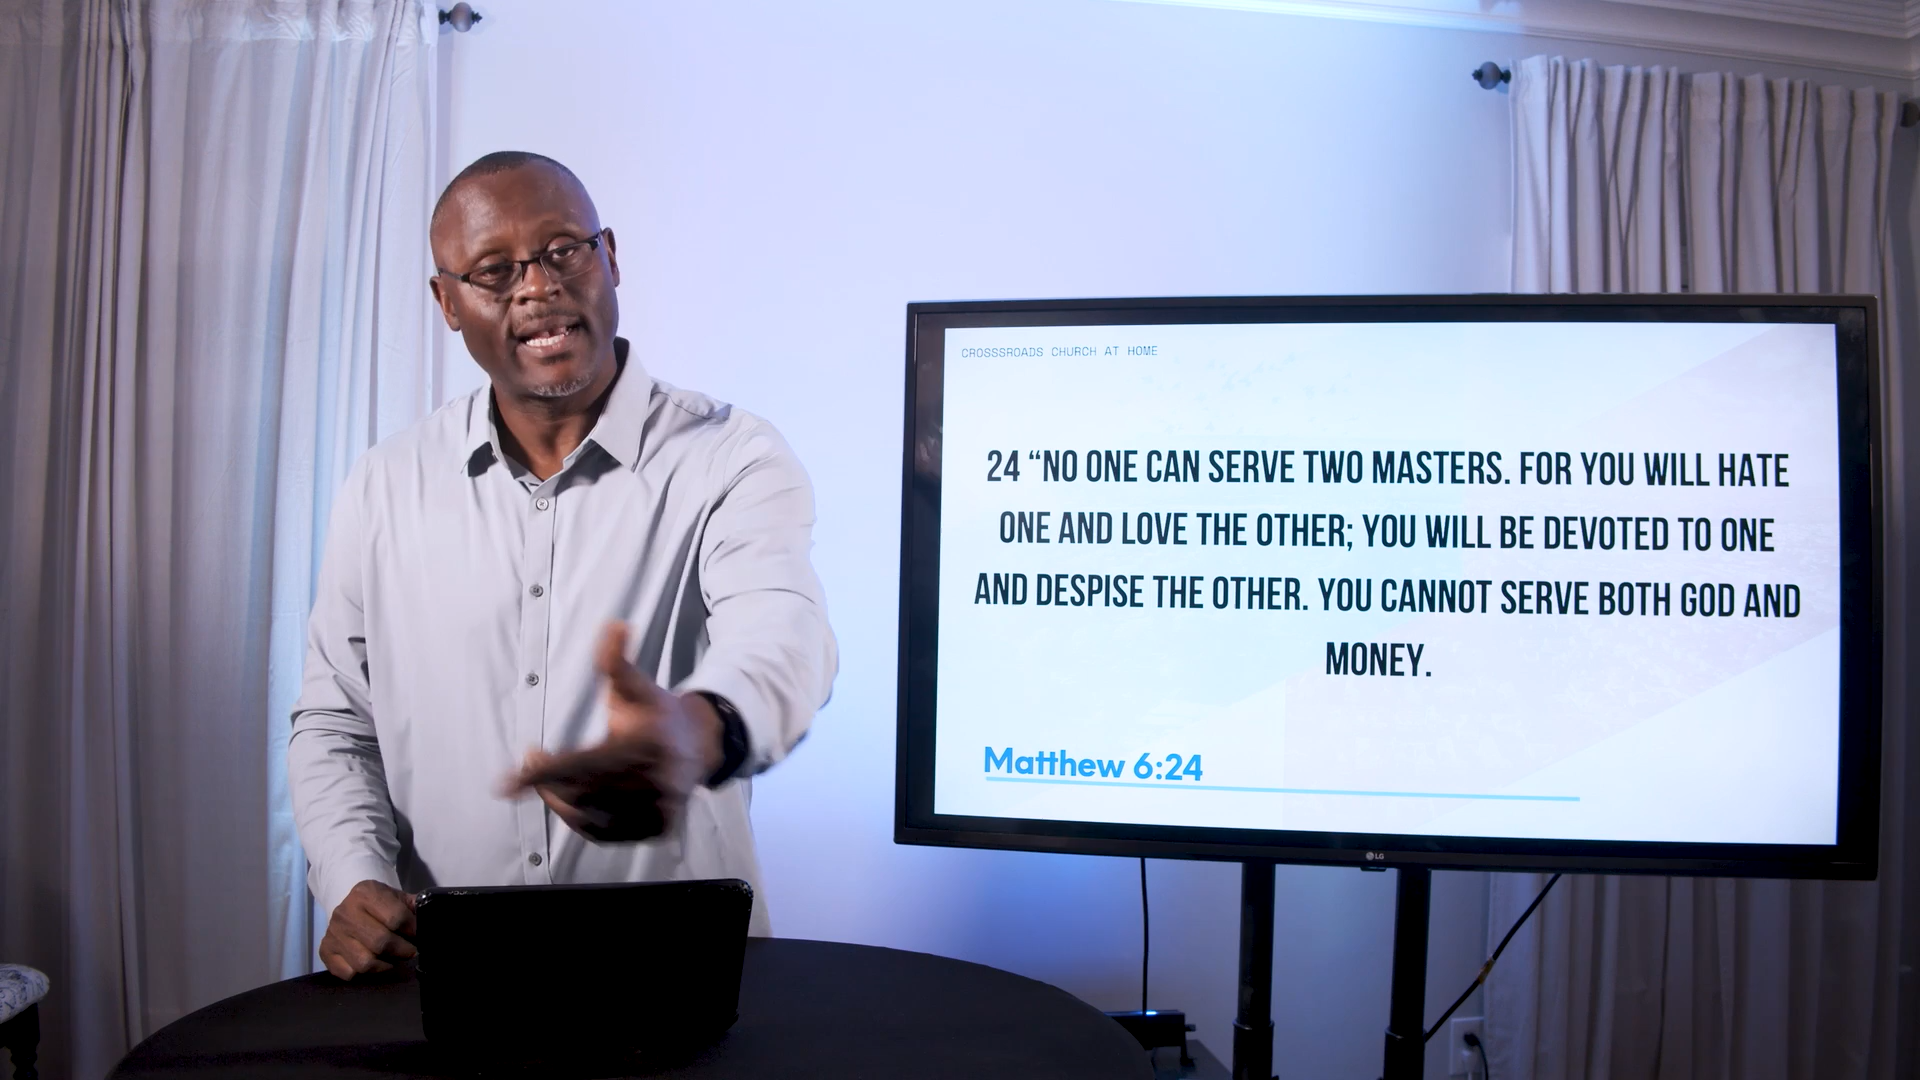 CROSSSROADS CHURCH AT HOME
24 “NO ONE CAN SERVE TWO MASTERS. FOR YOU WILL HATE
ONE AND LOVE THE OTHER; YOU WILL BE DEVOTED TO ONE
AND DESPISE THE OTHER. YOU CANNOT SERVE BOTH GOD AND
MONEY.
Matthew 6:24
LG